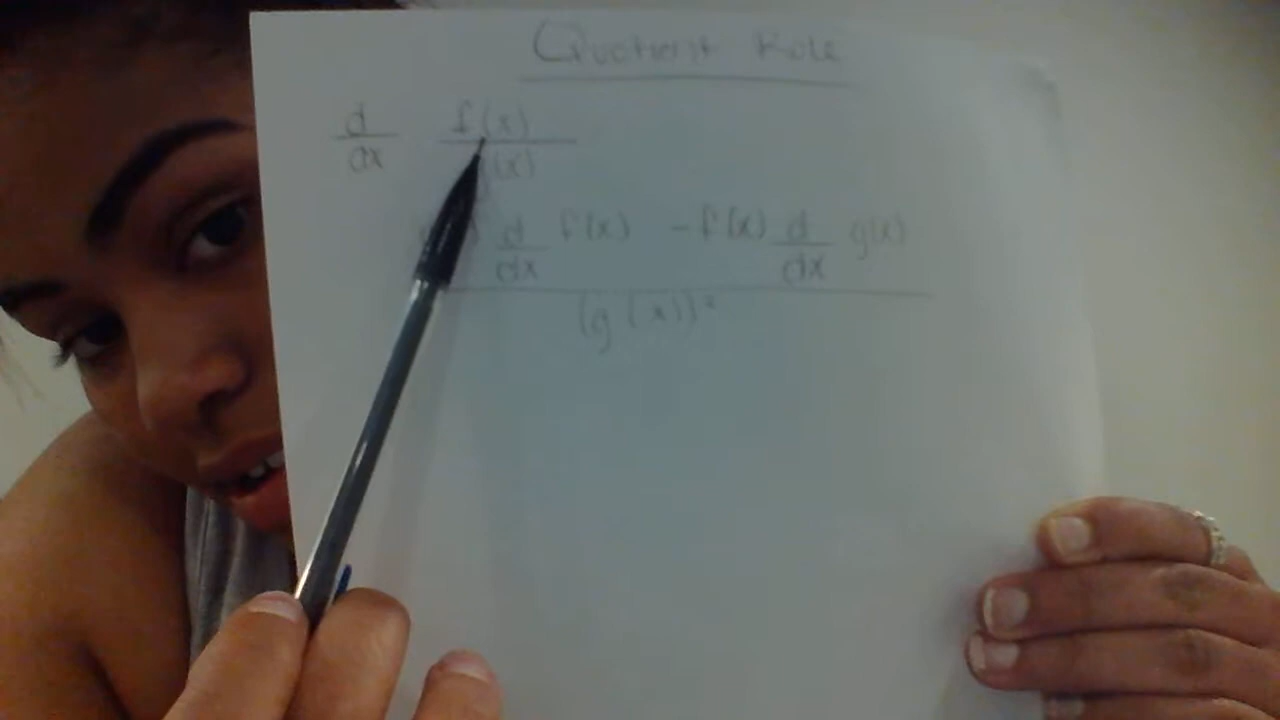 Quotient Rule
d f(x)
dx (x)
d f(x) - f(x) d g(x)
dx dx
(g(x))²